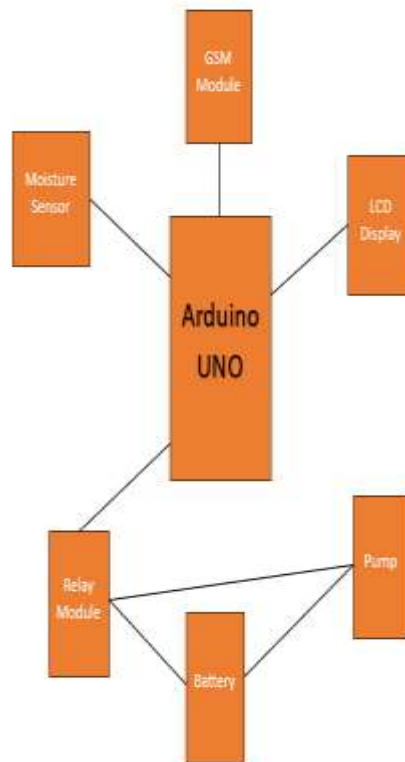 GSM
Module
Moisture
Sensor
LCD
Display
Arduino
UNO
Relay
Module
Pump
Battery